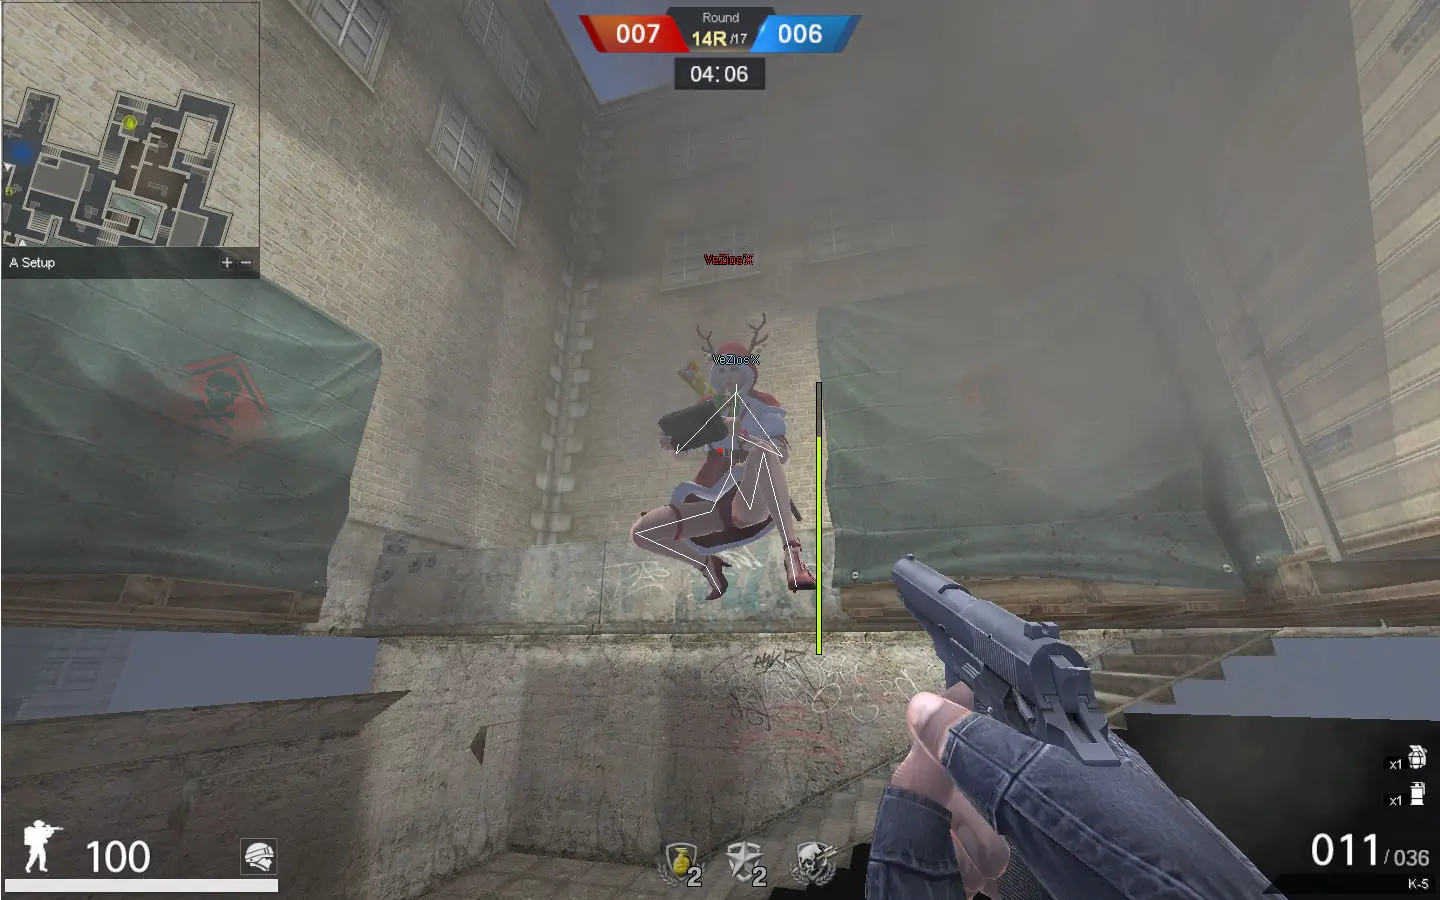 Round
007
14R/17
006
04:06
A Setup
+ −
VeZiosX
VeZiosX
B
x1
x1
100
2
2
011/036
K-5